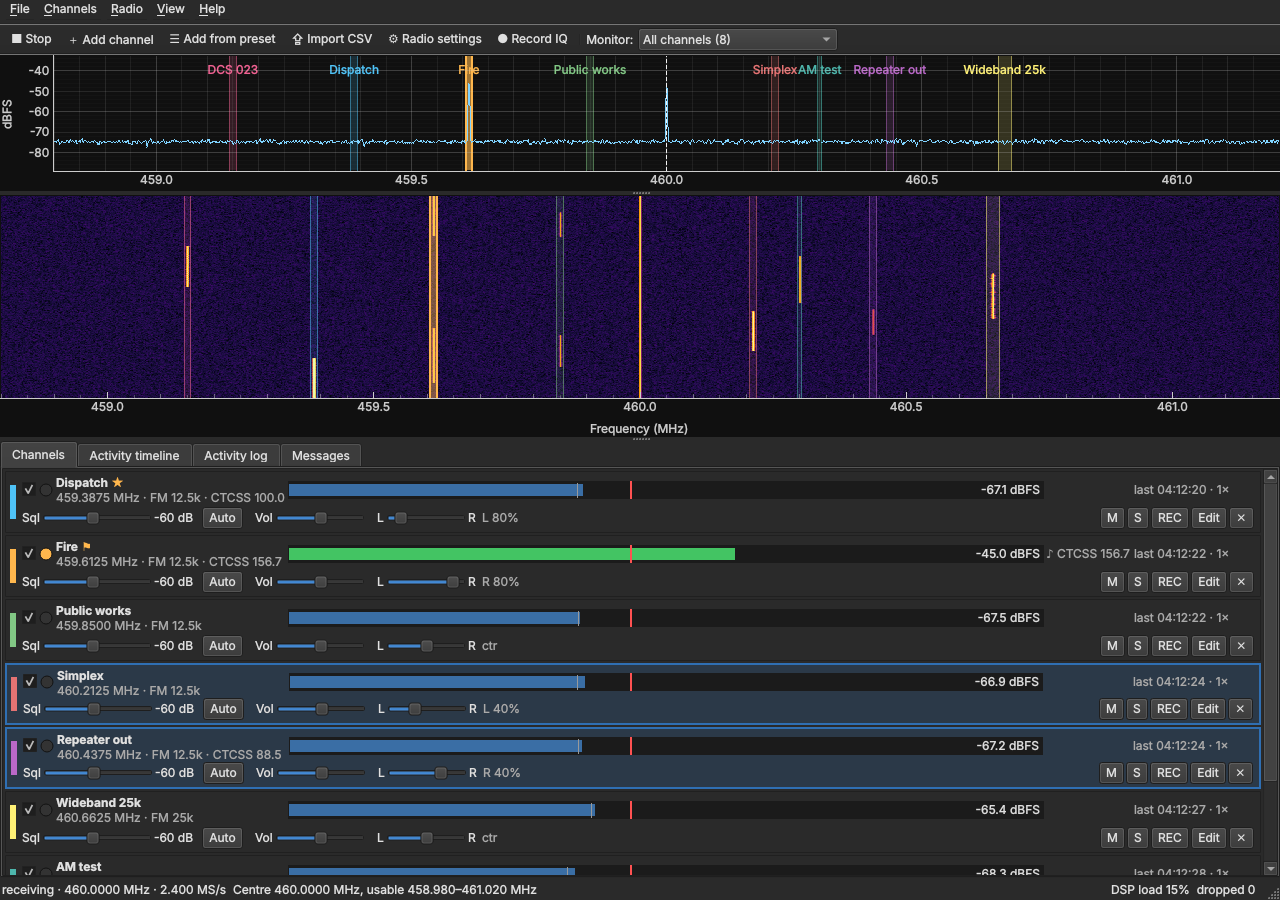 File Channels Radio View Help
Stop + Add channel Add from preset Import CSV Radio settings Record IQ Monitor: All channels (8)
DCS 023 Dispatch Fire Public works Simplex AM test Repeater out Wideband 25k
dBFS
-40
-50
-60
-70
-80
459.0 459.5 460.0 460.5 461.0
459.0 459.5 460.0 460.5 461.0
Frequency (MHz)
Channels Activity timeline Activity log Messages
Dispatch ★
459.3875 MHz · FM 12.5k · CTCSS 100.0 -67.1 dBFS last 04:12:20 · 1×
Sql -60 dB Auto Vol L R L 80% M S REC Edit ×
Fire ⚑
459.6125 MHz · FM 12.5k · CTCSS 156.7 -45.0 dBFS ♪ CTCSS 156.7 last 04:12:22 · 1×
Sql -60 dB Auto Vol L R R 80% M S REC Edit ×
Public works
459.8500 MHz · FM 12.5k -67.5 dBFS last 04:12:22 · 1×
Sql -60 dB Auto Vol L R ctr M S REC Edit ×
Simplex
460.2125 MHz · FM 12.5k -66.9 dBFS last 04:12:24 · 1×
Sql -60 dB Auto Vol L R L 40% M S REC Edit ×
Repeater out
460.4375 MHz · FM 12.5k · CTCSS 88.5 -67.2 dBFS last 04:12:24 · 1×
Sql -60 dB Auto Vol L R R 40% M S REC Edit ×
Wideband 25k
460.6625 MHz · FM 25k -65.4 dBFS last 04:12:27 · 1×
Sql -60 dB Auto Vol L R ctr M S REC Edit ×
AM test -68.3 dBFS last 04:12:28 · 1×
receiving · 460.0000 MHz · 2.400 MS/s Centre 460.0000 MHz, usable 458.980–461.020 MHz DSP load 15% dropped 0